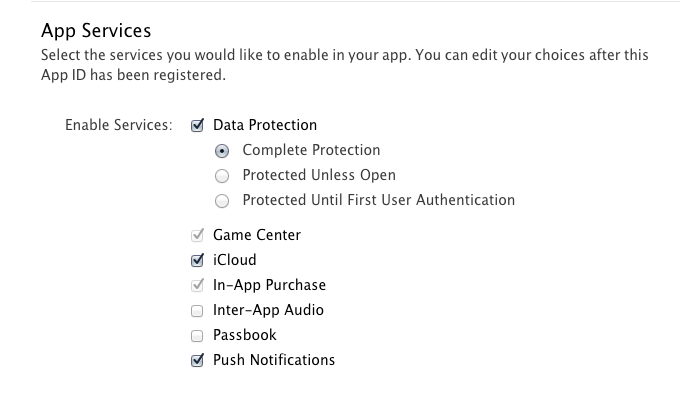 App Services
Select the services you would like to enable in your app. You can edit your choices after this
App ID has been registered.
Enable Services: Data Protection
Complete Protection
Protected Unless Open
Protected Until First User Authentication
Game Center
iCloud
In-App Purchase
Inter-App Audio
Passbook
Push Notifications